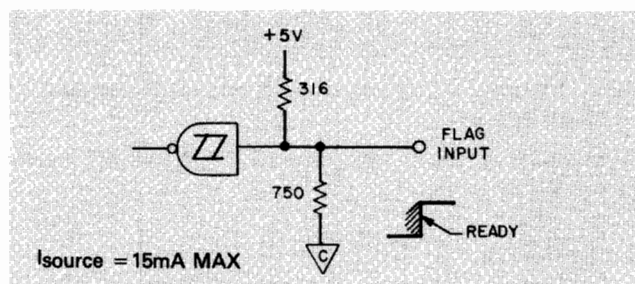 +5V
316
FLAG
INPUT
750
READY
C
Isource = 15mA MAX